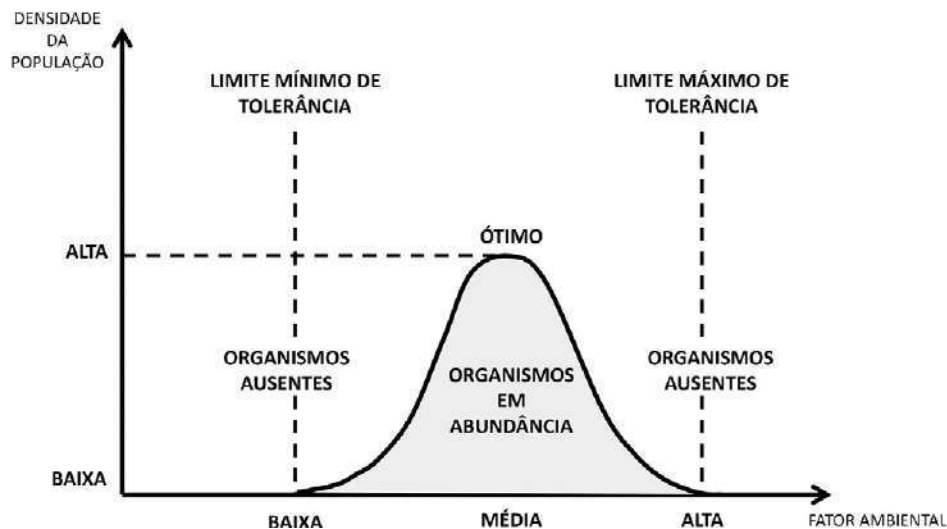 DENSIDADE
DA
POPULAÇÃO
LIMITE MÍNIMO DE
TOLERÂNCIA
LIMITE MÁXIMO DE
TOLERÂNCIA
ALTA
ÓTIMO
ORGANISMOS
AUSENTES
ORGANISMOS
EM
ABUNDÂNCIA
ORGANISMOS
AUSENTES
BAIXA
BAIXA
MÉDIA
ALTA
FATOR AMBIENTAL